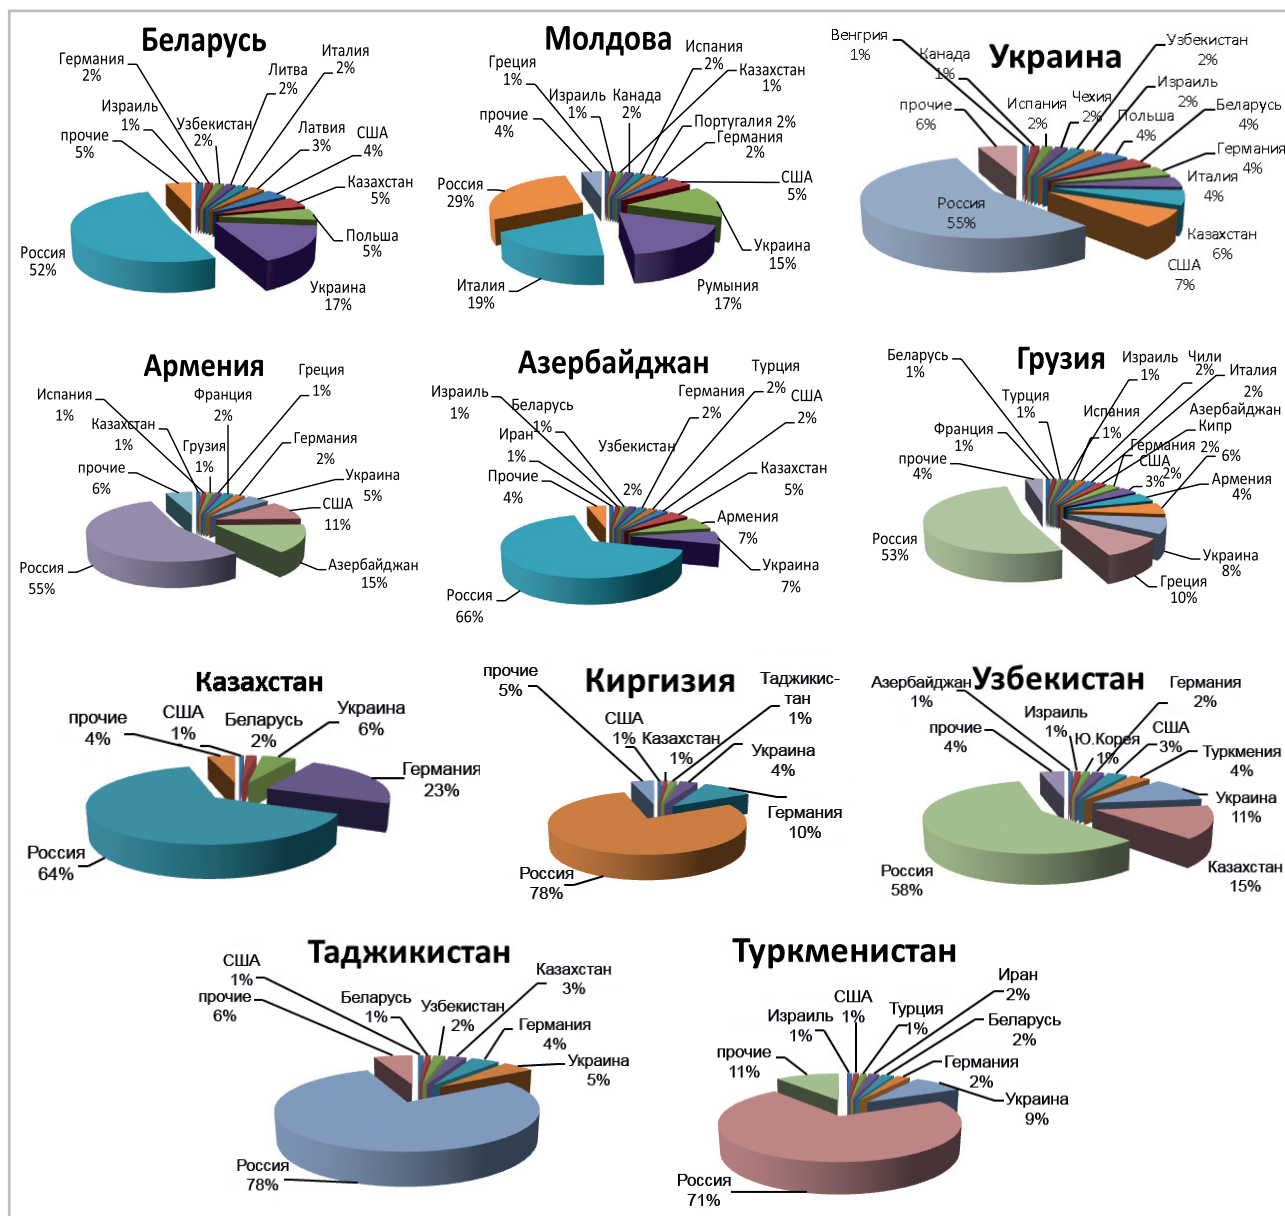 Беларусь
Германия
2%
Италия
2%
Литва
2%
Израиль
1%
Узбекистан
2%
Латвия
3%
США
4%
прочие
5%
Казахстан
5%
Польша
5%
Россия
52%
Украина
17%
Молдова
Греция
1%
Испания
2%
Казахстан
1%
Израиль
1%
Канада
2%
прочие
4%
Португалия 2%
Германия
2%
США
5%
Россия
29%
Украина
15%
Италия
19%
Румыния
17%
Украина
Венгрия
1%
Канада
1%
Узбекистан
2%
прочие
6%
Испания
2%
Чехия
2%
Израиль
2%
Польша
4%
Беларусь
4%
Германия
4%
Италия
4%
Россия
55%
Казахстан
6%
США
7%
Армения
Греция
1%
Испания
1%
Франция
2%
Казахстан
1%
Грузия
1%
Германия
2%
прочие
6%
Украина
5%
США
11%
Россия
55%
Азербайджан
15%
Азербайджан
Турция
2%
Израиль
1%
Беларусь
1%
Германия
2%
США
2%
Иран
1%
Узбекистан
2%
Прочие
4%
Казахстан
5%
Армения
7%
Украина
7%
Россия
66%
Грузия
Беларусь
1%
Израиль
1%
Чили
2%
Италия
2%
Турция
1%
Испания
1%
Азербайджан
Кипр
2%
6%
Франция
1%
Германия
2%
США
3%
прочие
4%
Армения
4%
Россия
53%
Украина
8%
Греция
10%
Казахстан
прочие
4%
США
1%
Беларусь
2%
Украина
6%
Германия
23%
Россия
64%
Киргизия
прочие
5%
Таджикис-
тан
1%
США
1%
Казахстан
1%
Украина
4%
Германия
10%
Россия
78%
Узбекистан
Азербайджан
1%
Германия
2%
прочие
4%
Израиль
1%
Ю.Корея
1%
США
3%
Туркмения
4%
Украина
11%
Россия
58%
Казахстан
15%
Таджикистан
США
1%
прочие
6%
Беларусь
1%
Узбекистан
2%
Казахстан
3%
Германия
4%
Украина
5%
Россия
78%
Туркменистан
Иран
2%
США
1%
Израиль
1%
Турция
1%
Беларусь
2%
прочие
11%
Германия
2%
Украина
9%
Россия
71%